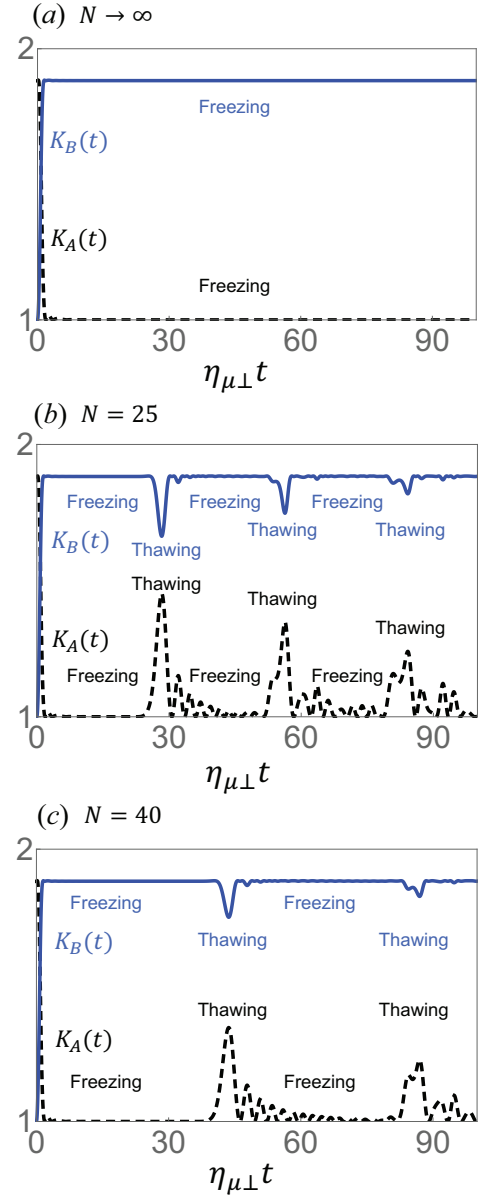 (a) N → ∞
2
Freezing
K_B(t)
K_A(t)
Freezing
1
0 30 60 90
η_μ⊥ t
(b) N = 25
2
Freezing Freezing Freezing
K_B(t) Thawing Thawing Thawing
Thawing Thawing Thawing
K_A(t)
Freezing Freezing Freezing
1
0 30 60 90
η_μ⊥ t
(c) N = 40
2
Freezing Freezing
K_B(t) Thawing Thawing
Thawing Thawing
K_A(t)
Freezing Freezing
1
0 30 60 90
η_μ⊥ t